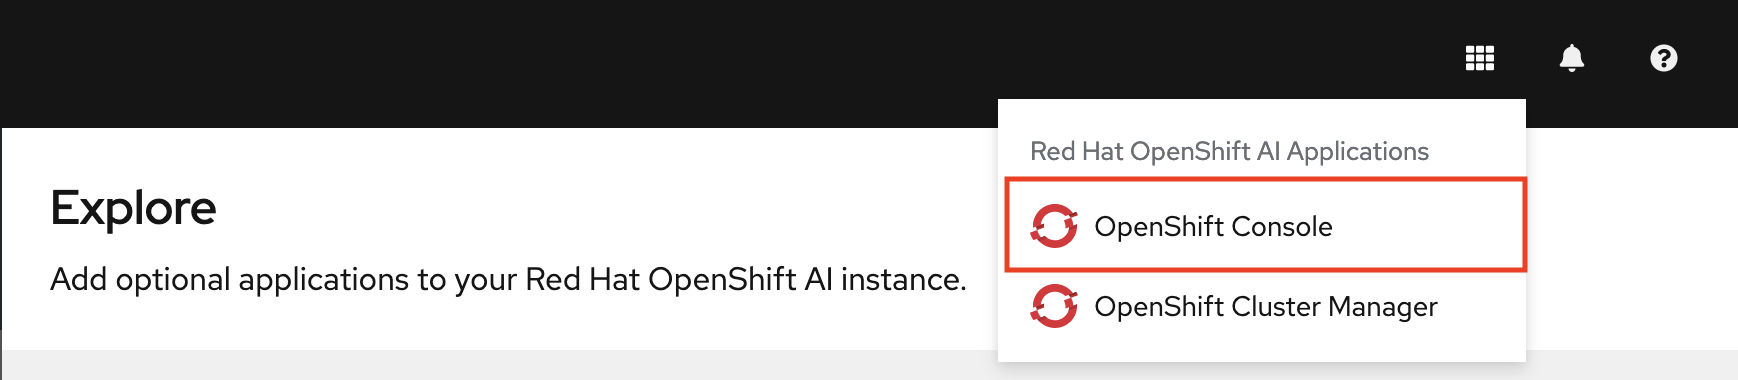 Red Hat OpenShift AI Applications
OpenShift Console
OpenShift Cluster Manager
Explore
Add optional applications to your Red Hat OpenShift AI instance.